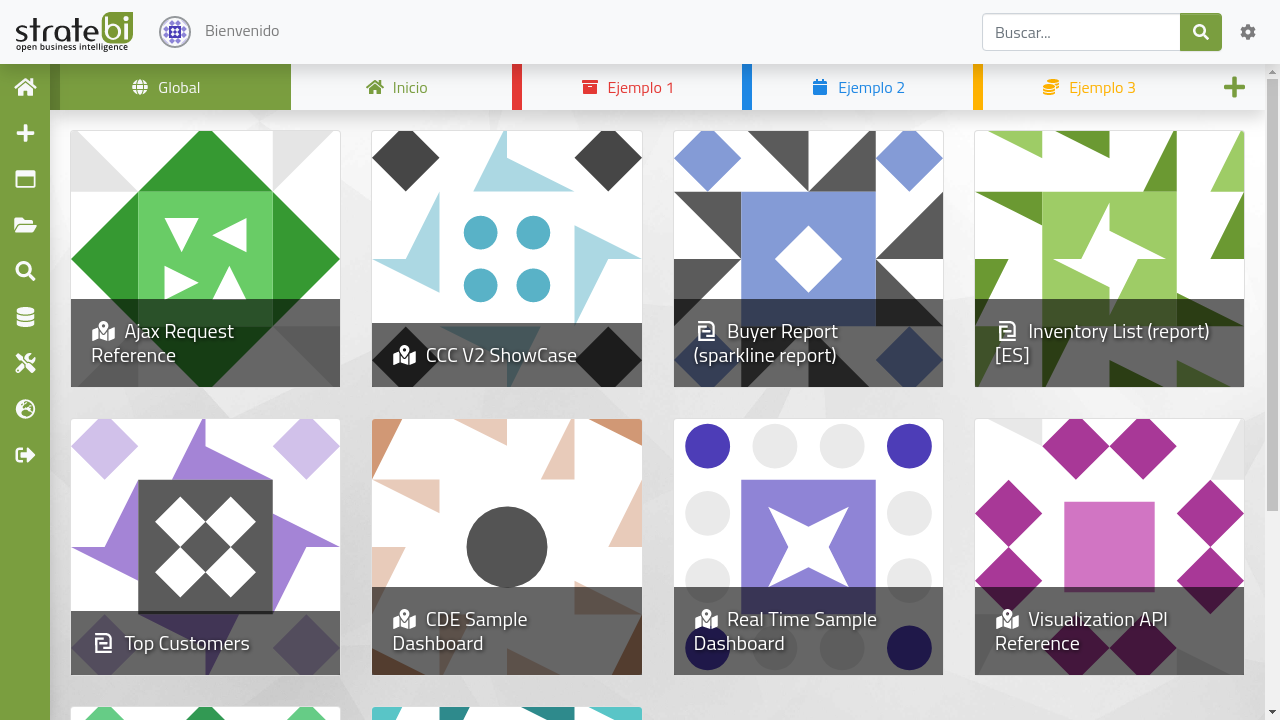 stratebi
open business intelligence
Bienvenido
Buscar...
Global
Inicio
Ejemplo 1
Ejemplo 2
Ejemplo 3
Ajax Request
Reference
CCC V2 ShowCase
Buyer Report
(sparkline report)
Inventory List (report)
[ES]
Top Customers
CDE Sample
Dashboard
Real Time Sample
Dashboard
Visualization API
Reference